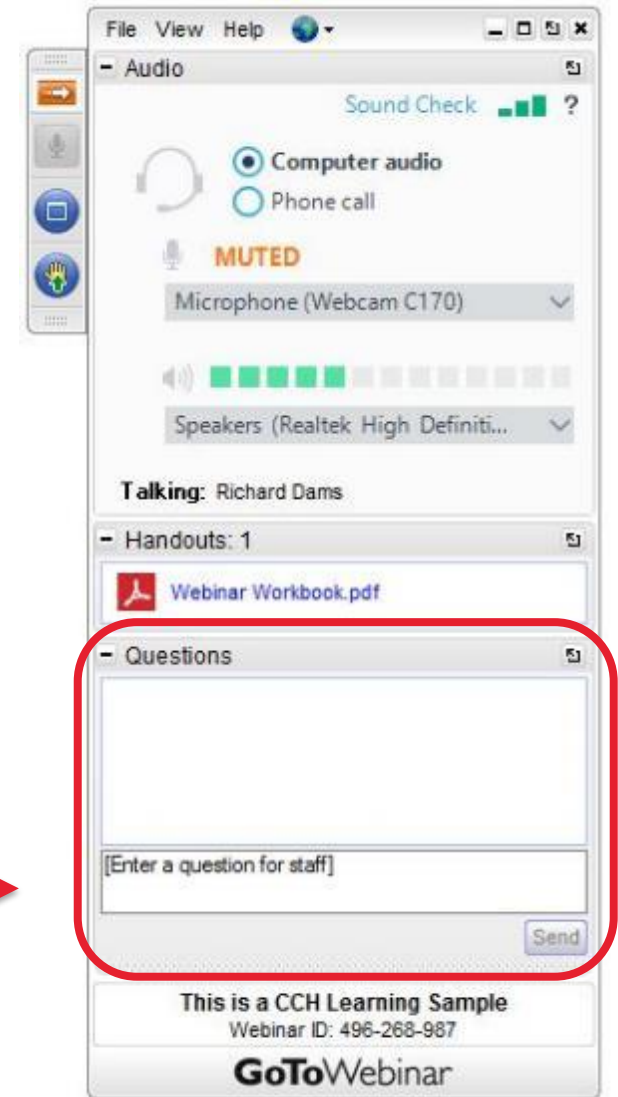 File View Help
Audio
Sound Check ?
Computer audio
Phone call
MUTED
Microphone (Webcam C170)
Speakers (Realtek High Definiti...
Talking: Richard Dams
Handouts: 1
Webinar Workbook.pdf
Questions
[Enter a question for staff]
Send
This is a CCH Learning Sample
Webinar ID: 496-268-987
GoToWebinar